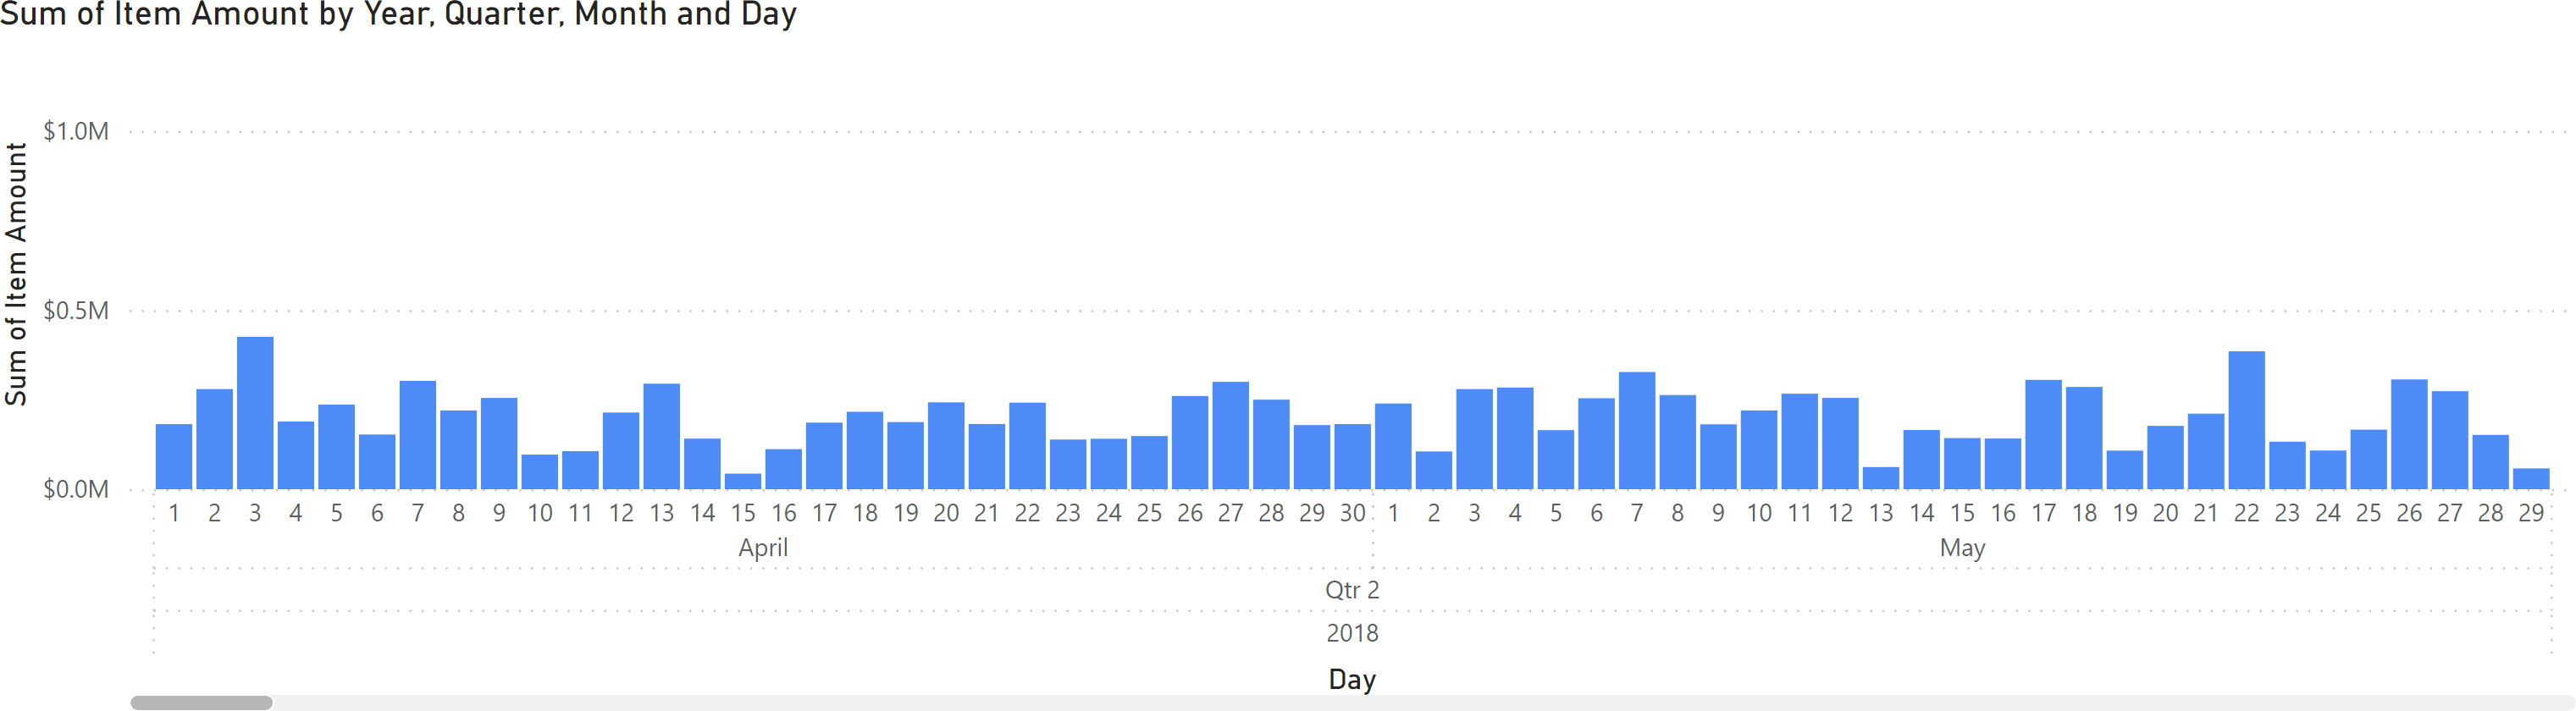 Sum of Item Amount by Year, Quarter, Month and Day
Sum of Item Amount
$1.0M
$0.5M
$0.0M
1 2 3 4 5 6 7 8 9 10 11 12 13 14 15 16 17 18 19 20 21 22 23 24 25 26 27 28 29 30 1 2 3 4 5 6 7 8 9 10 11 12 13 14 15 16 17 18 19 20 21 22 23 24 25 26 27 28 29
April May
Qtr 2
2018
Day